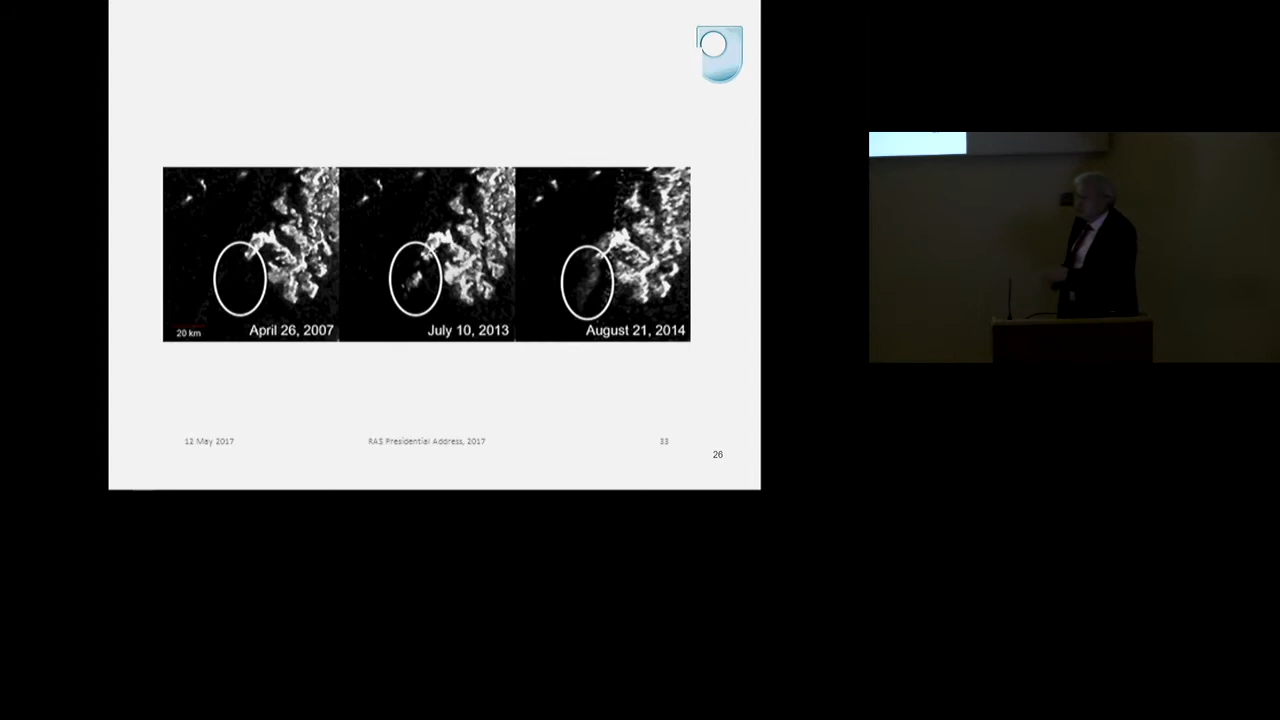 20 km
April 26, 2007
July 10, 2013
August 21, 2014
12 May 2017
RAS Presidential Address, 2017
33
26